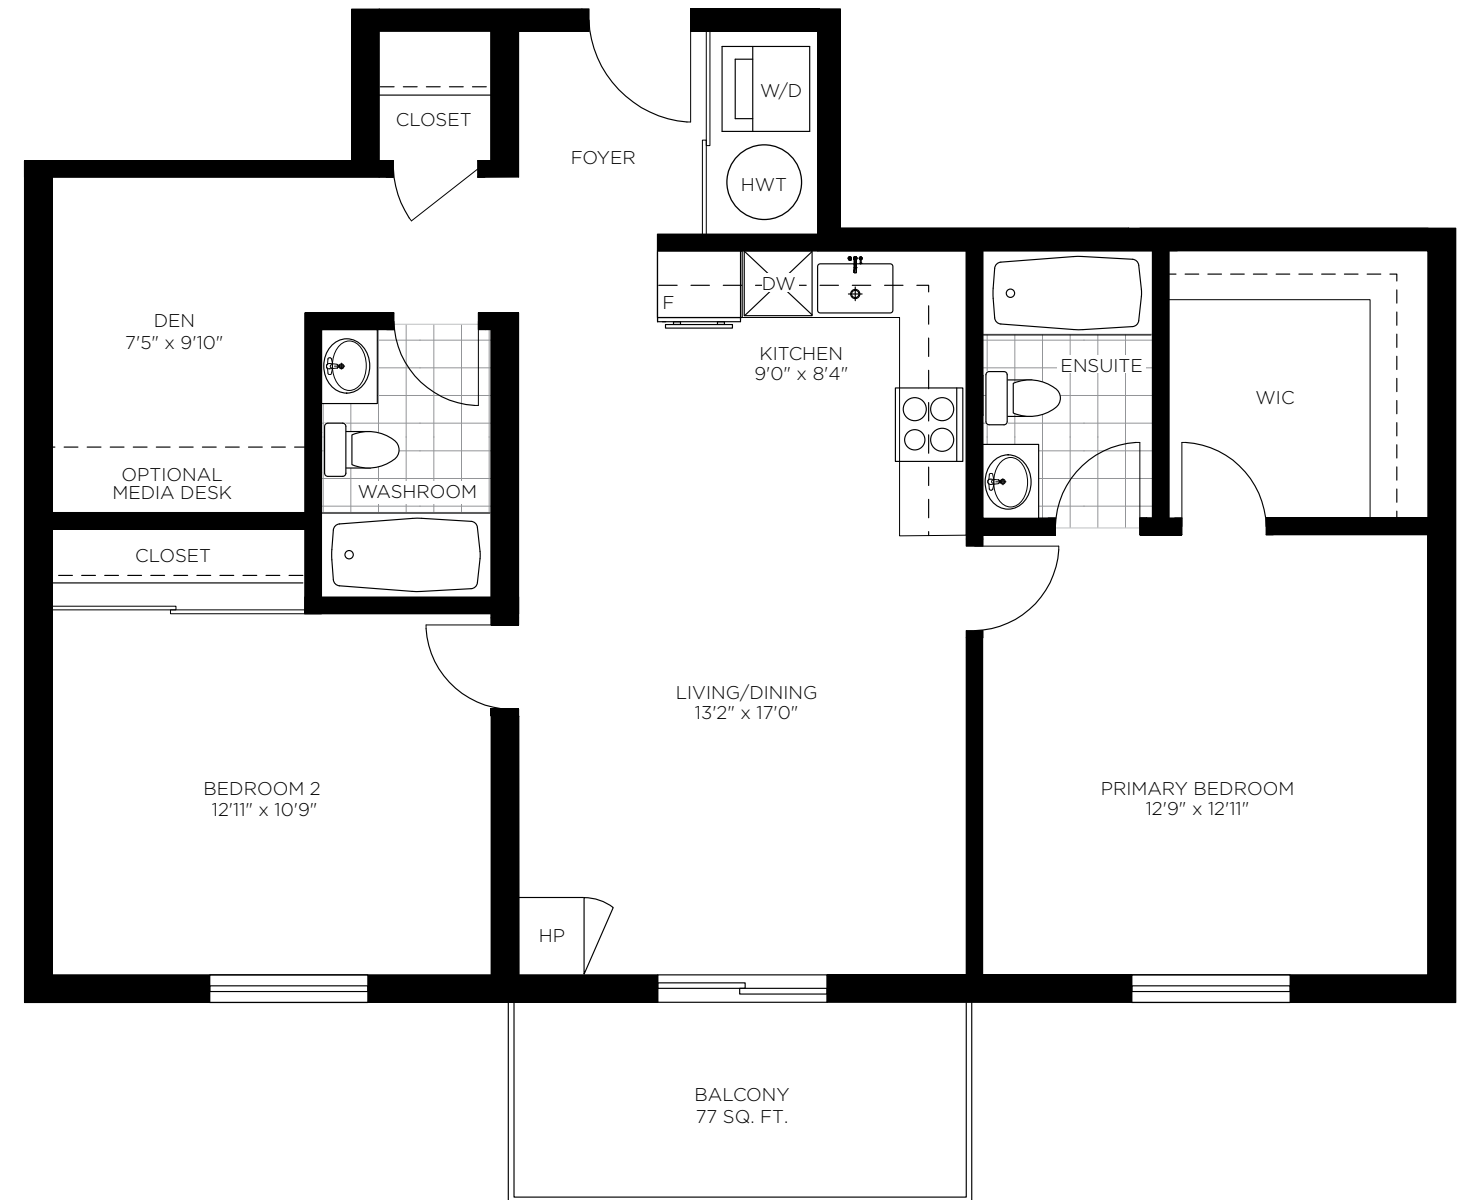 W/D
CLOSET
FOYER
HWT
DW
F
DEN
7'5" x 9'10"
KITCHEN
9'0" x 8'4"
ENSUITE
WIC
OPTIONAL
MEDIA DESK
WASHROOM
CLOSET
LIVING/DINING
13'2" x 17'0"
BEDROOM 2
12'11" x 10'9"
PRIMARY BEDROOM
12'9" x 12'11"
HP
BALCONY
77 SQ. FT.